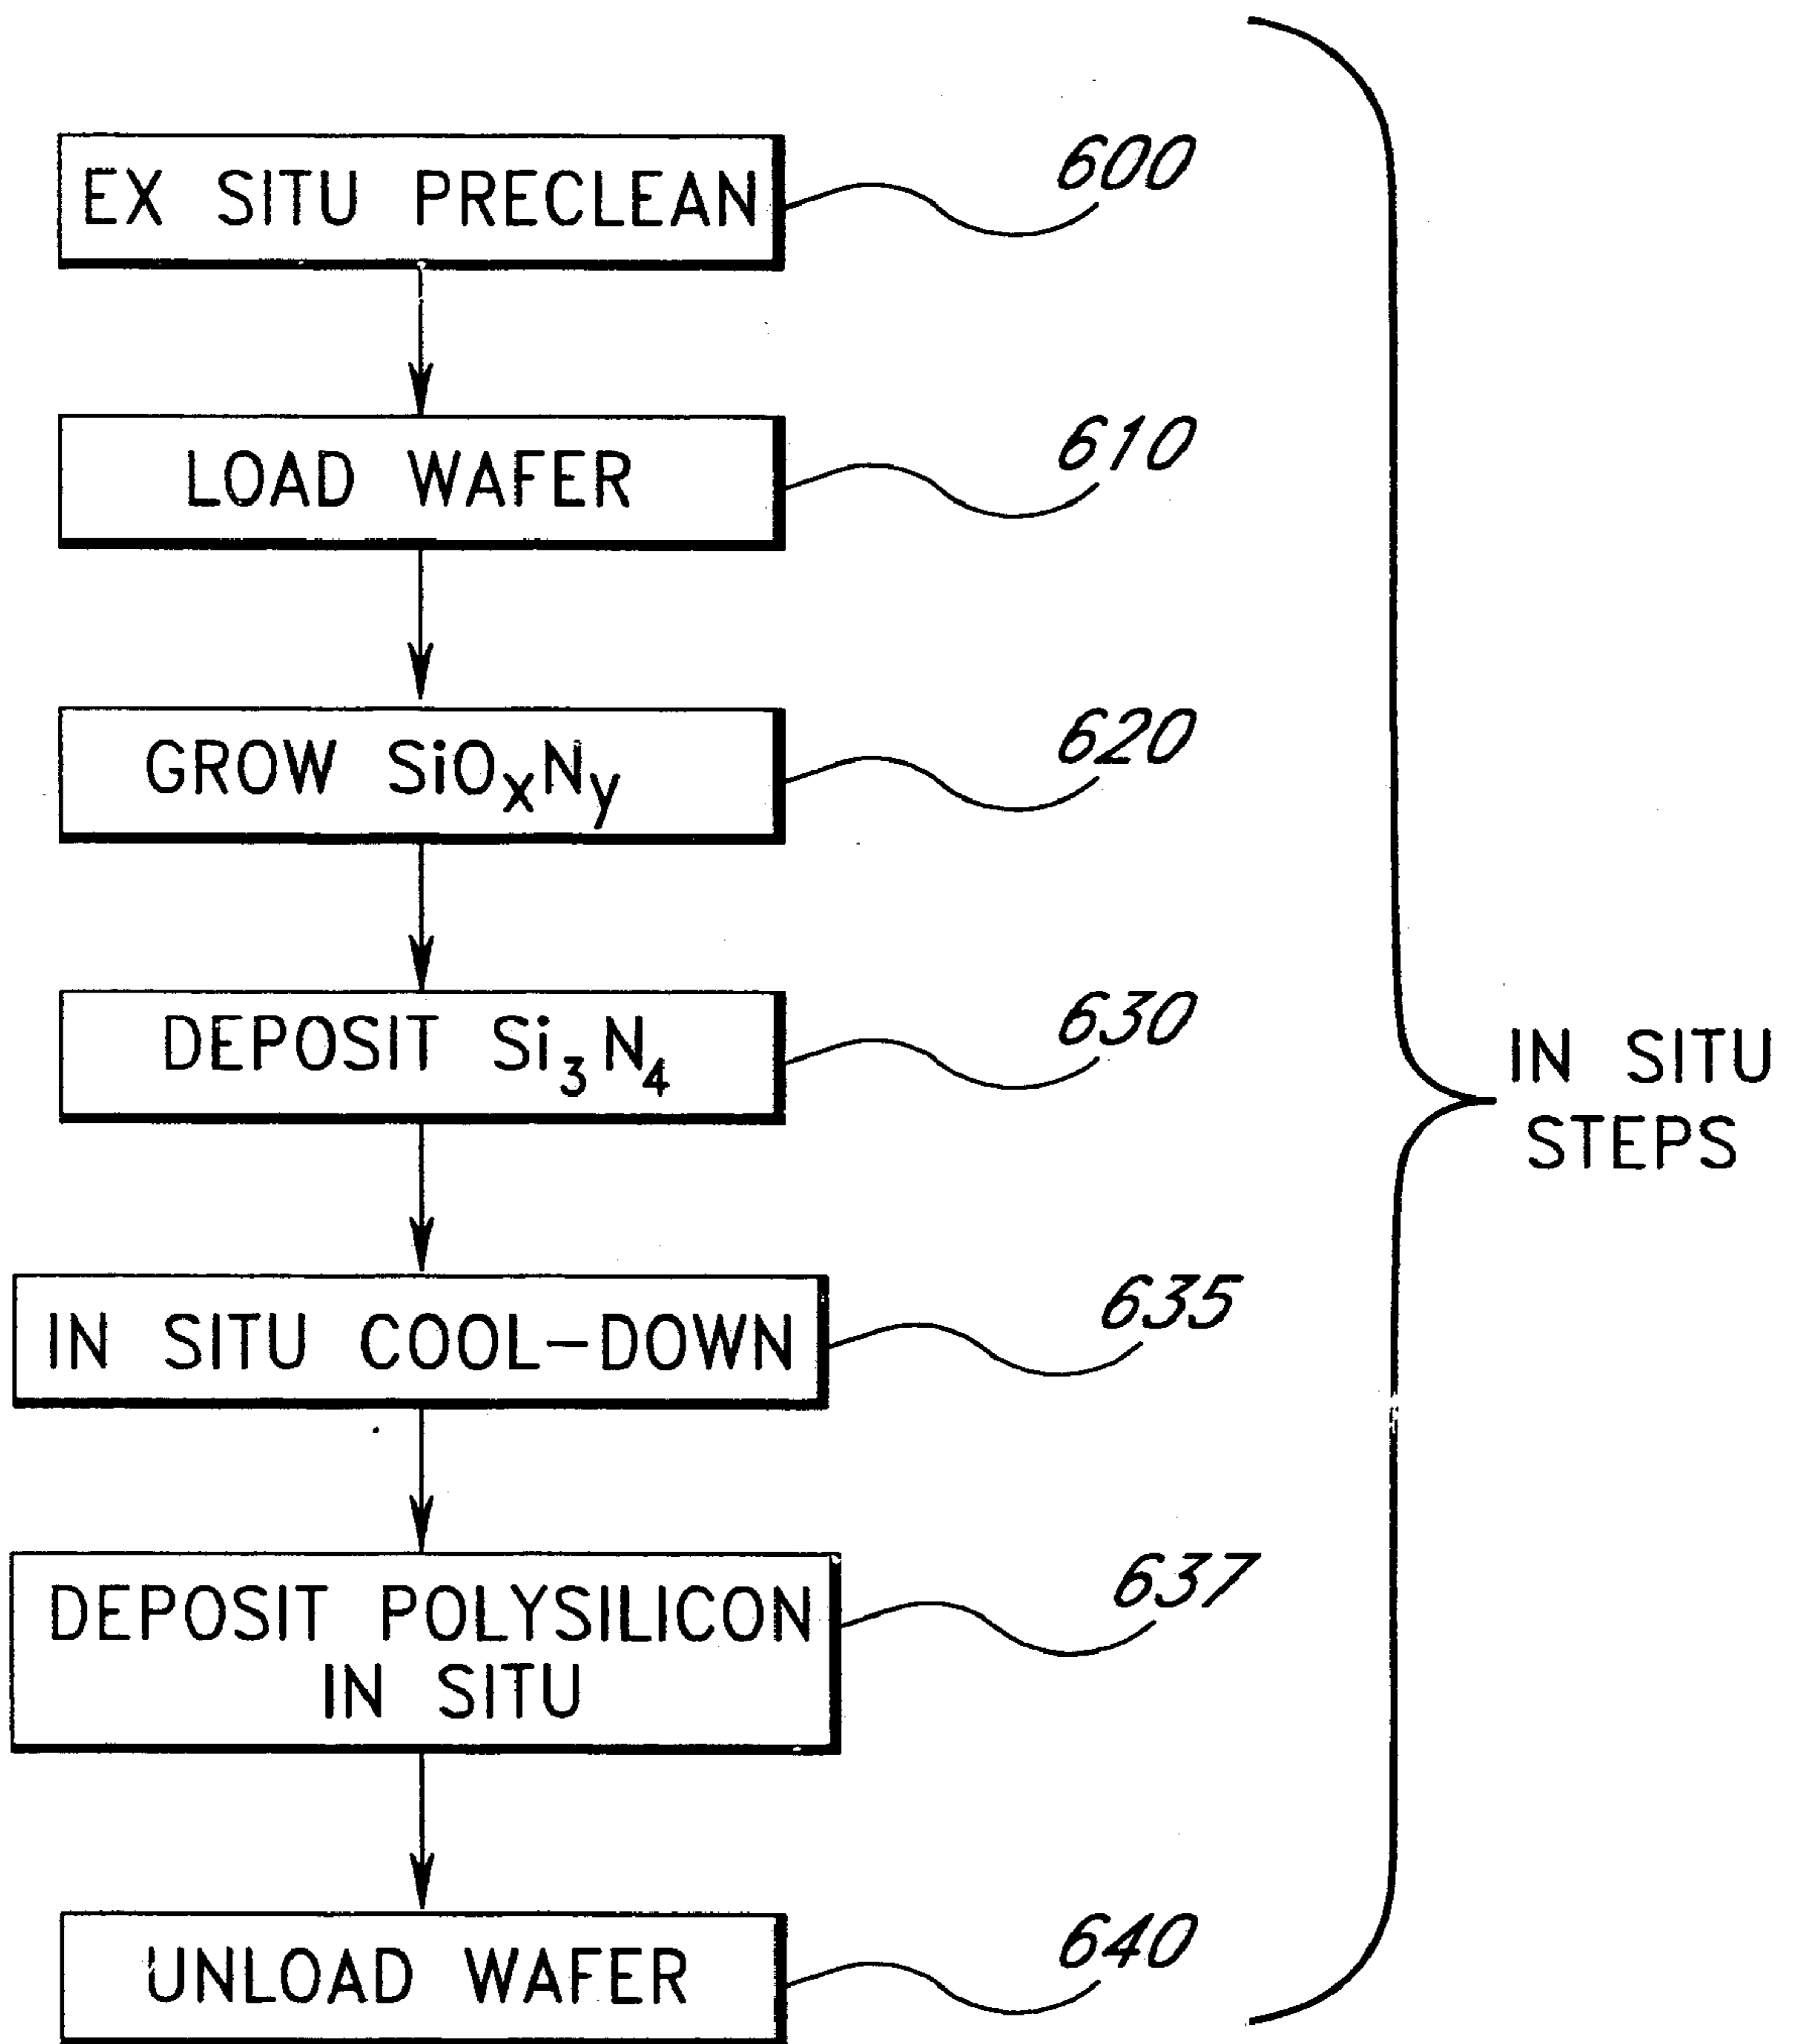 EX SITU PRECLEAN
600
LOAD WAFER
610
GROW SiOxNy
620
DEPOSIT Si3N4
630
IN SITU COOL-DOWN
635
DEPOSIT POLYSILICON
IN SITU
637
UNLOAD WAFER
640
IN SITU
STEPS